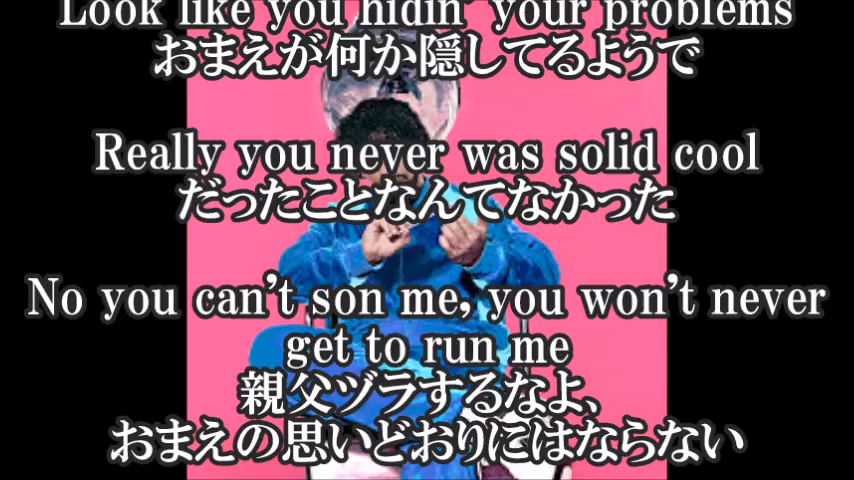 Look like you hidin' your problems
おまえが何か隠してるようで
Really you never was solid cool
だったことなんてなかった
No you can't son me, you won't never
get to run me
親父ヅラするなよ、
おまえの思いどおりにはならない